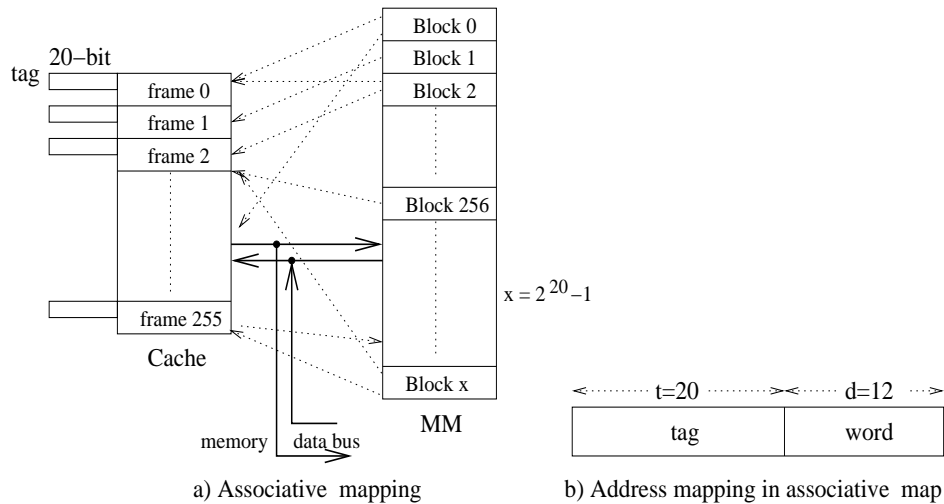 20-bit
tag
frame 0
frame 1
frame 2
frame 255
Cache
Block 0
Block 1
Block 2
Block 256
x = 2^20-1
Block x
MM
memory
data bus
a) Associative mapping
t=20
d=12
tag
word
b) Address mapping in associative map